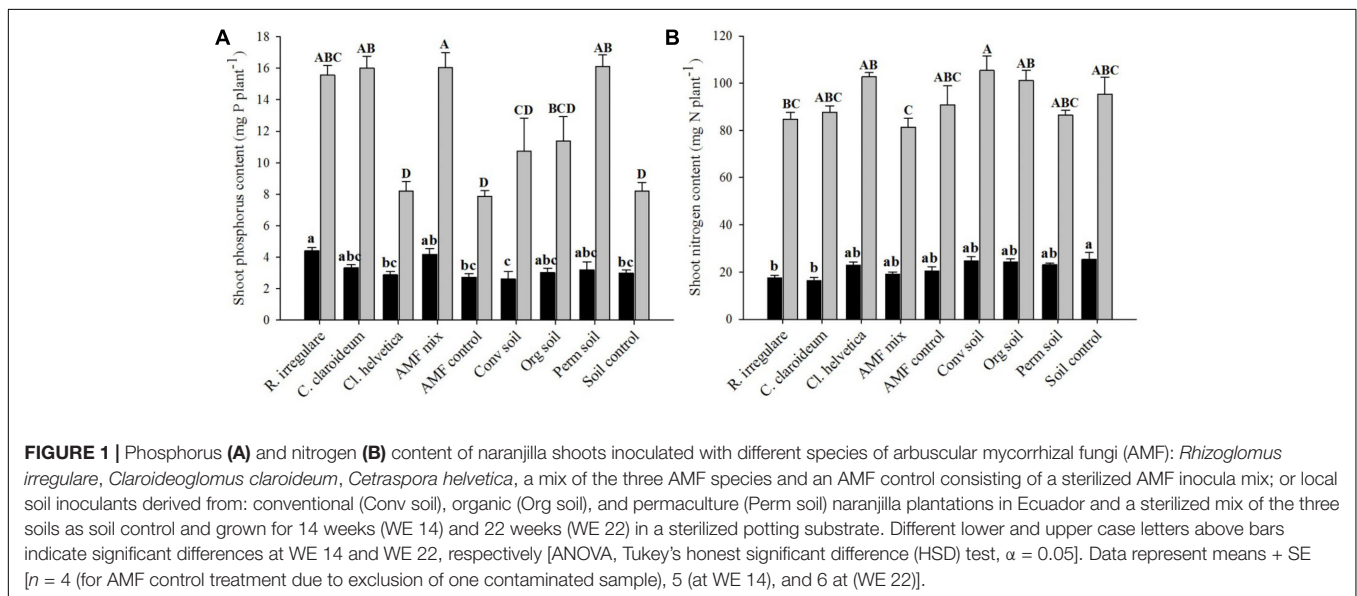 A
B
Shoot phosphorus content (mg P plant⁻¹)
18
16
14
12
10
8
6
4
2
0
ABC
AB
A
AB
D
D
CD
BCD
D
a
abc
bc
ab
bc
c
abc
abc
bc
R. irregulare
C. claroideum
Cl. helvetica
AMF mix
AMF control
Conv soil
Org soil
Perm soil
Soil control
Shoot nitrogen content (mg N plant⁻¹)
120
100
80
60
40
20
0
BC
ABC
AB
C
ABC
A
AB
ABC
ABC
b
b
ab
ab
ab
ab
ab
ab
a
R. irregulare
C. claroideum
Cl. helvetica
AMF mix
AMF control
Conv soil
Org soil
Perm soil
Soil control
FIGURE 1 | Phosphorus (A) and nitrogen (B) content of naranjilla shoots inoculated with different species of arbuscular mycorrhizal fungi (AMF): Rhizoglomus
irregulare, Claroideoglomus claroideum, Cetraspora helvetica, a mix of the three AMF species and an AMF control consisting of a sterilized AMF inocula mix; or local
soil inoculants derived from: conventional (Conv soil), organic (Org soil), and permaculture (Perm soil) naranjilla plantations in Ecuador and a sterilized mix of the three
soils as soil control and grown for 14 weeks (WE 14) and 22 weeks (WE 22) in a sterilized potting substrate. Different lower and upper case letters above bars
indicate significant differences at WE 14 and WE 22, respectively [ANOVA, Tukey's honest significant difference (HSD) test, α = 0.05]. Data represent means + SE
[n = 4 (for AMF control treatment due to exclusion of one contaminated sample), 5 (at WE 14), and 6 at (WE 22)].